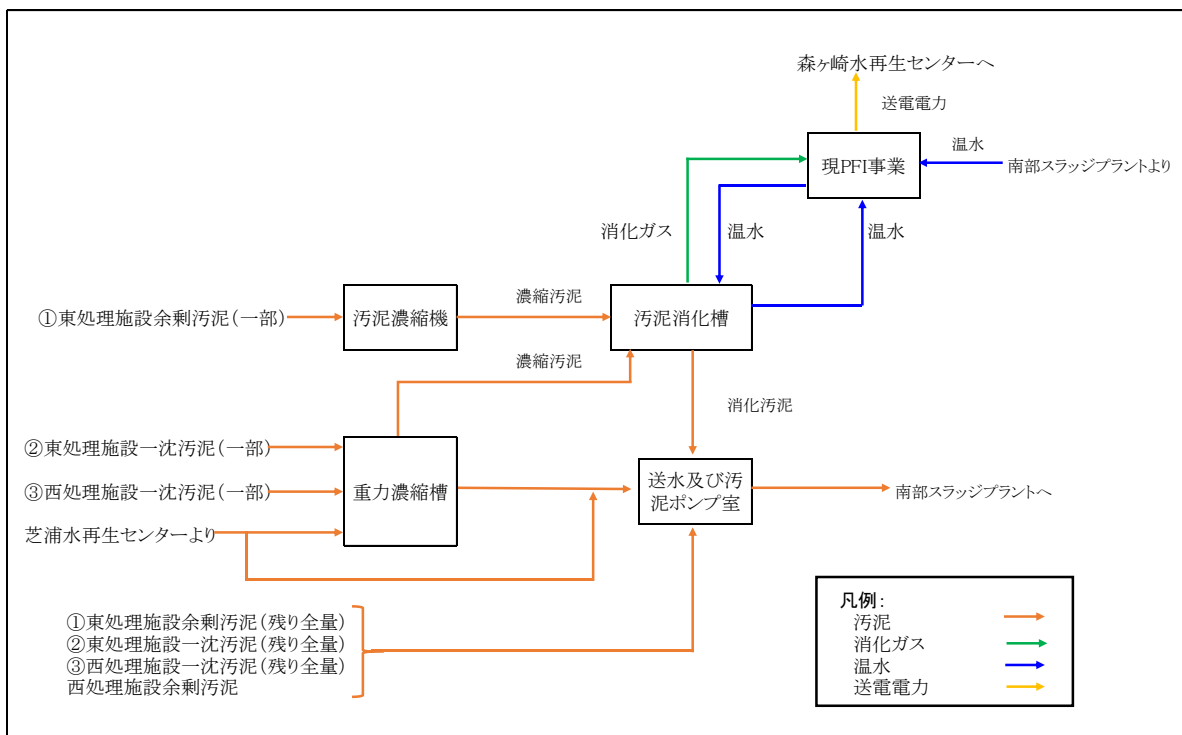 森ヶ崎水再生センターへ
送電電力
現PFI事業
温水
南部スラッジプラントより
消化ガス
温水
温水
①東処理施設余剰汚泥(一部)
汚泥濃縮機
濃縮汚泥
汚泥消化槽
濃縮汚泥
消化汚泥
②東処理施設一沈汚泥(一部)
③西処理施設一沈汚泥(一部)
芝浦水再生センターより
重力濃縮槽
送水及び汚
泥ポンプ室
南部スラッジプラントへ
①東処理施設余剰汚泥(残り全量)
②東処理施設一沈汚泥(残り全量)
③西処理施設一沈汚泥(残り全量)
西処理施設余剰汚泥
凡例:
汚泥
消化ガス
温水
送電電力